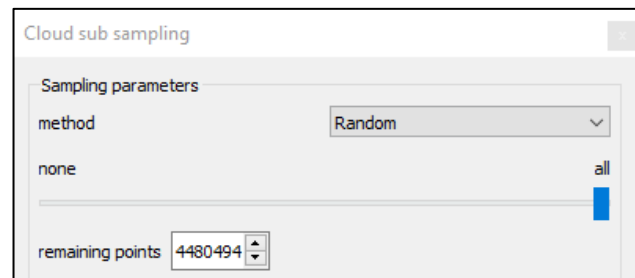 Cloud sub sampling
Sampling parameters
method Random
none all
remaining points 4480494